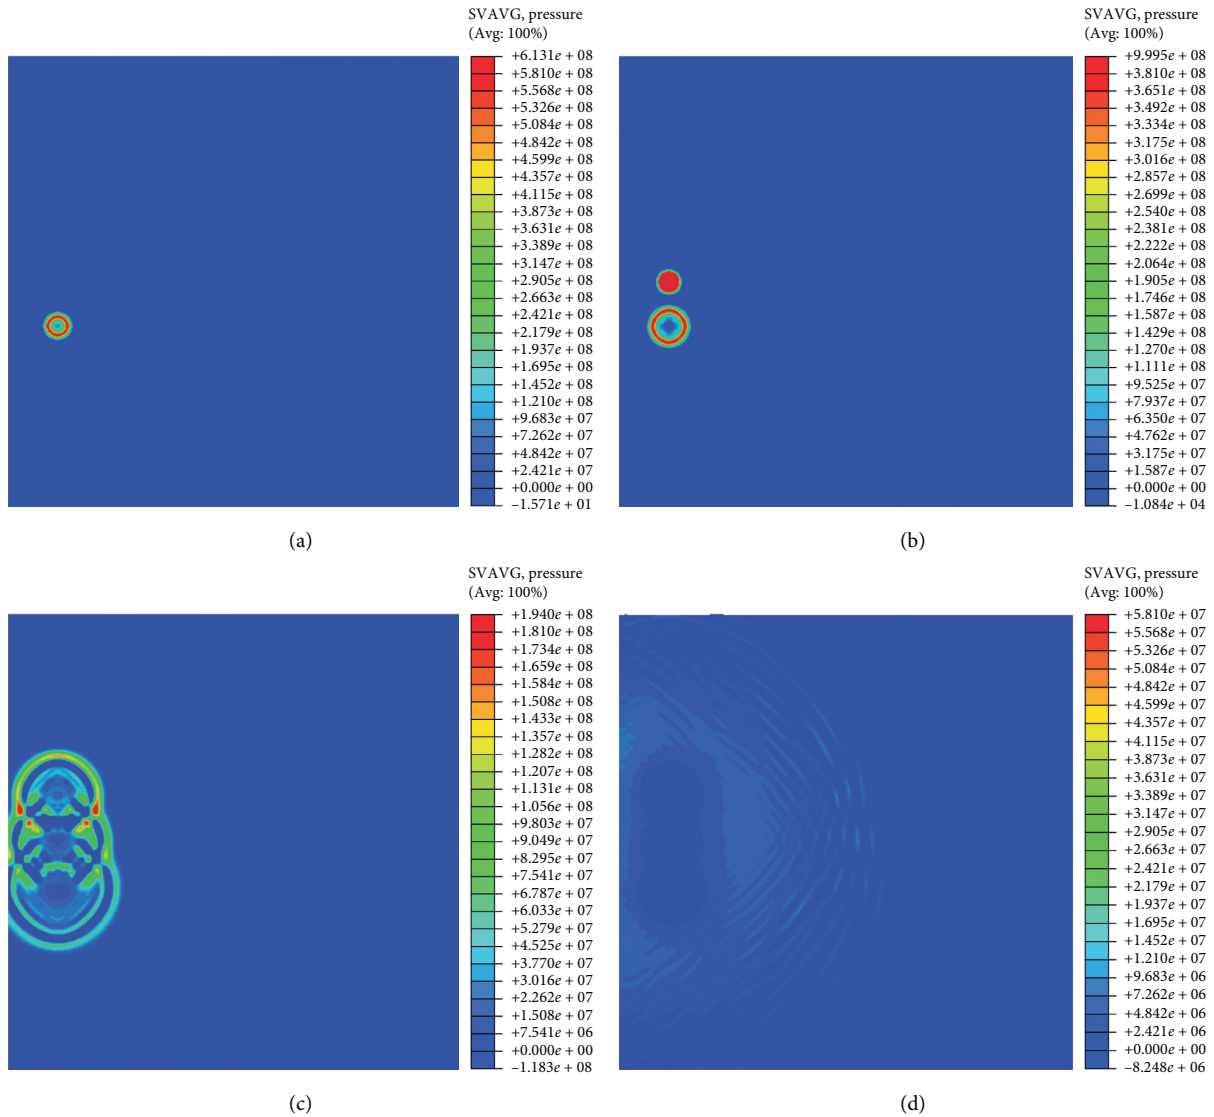 SVAVG, pressure
(Avg: 100%)
+6.131e + 08
+5.810e + 08
+5.568e + 08
+5.326e + 08
+5.084e + 08
+4.842e + 08
+4.599e + 08
+4.357e + 08
+4.115e + 08
+3.873e + 08
+3.631e + 08
+3.389e + 08
+3.147e + 08
+2.905e + 08
+2.663e + 08
+2.421e + 08
+2.179e + 08
+1.937e + 08
+1.695e + 08
+1.452e + 08
+1.210e + 08
+9.683e + 07
+7.262e + 07
+4.842e + 07
+2.421e + 07
+0.000e + 00
–1.571e + 01
(a)
SVAVG, pressure
(Avg: 100%)
+9.995e + 08
+3.810e + 08
+3.651e + 08
+3.492e + 08
+3.334e + 08
+3.175e + 08
+3.016e + 08
+2.857e + 08
+2.699e + 08
+2.540e + 08
+2.381e + 08
+2.222e + 08
+2.064e + 08
+1.905e + 08
+1.746e + 08
+1.587e + 08
+1.429e + 08
+1.270e + 08
+1.111e + 08
+9.525e + 07
+7.937e + 07
+6.350e + 07
+4.762e + 07
+3.175e + 07
+1.587e + 07
+0.000e + 00
–1.084e + 04
(b)
SVAVG, pressure
(Avg: 100%)
+1.940e + 08
+1.810e + 08
+1.734e + 08
+1.659e + 08
+1.584e + 08
+1.508e + 08
+1.433e + 08
+1.357e + 08
+1.282e + 08
+1.207e + 08
+1.131e + 08
+1.056e + 08
+9.803e + 07
+9.049e + 07
+8.295e + 07
+7.541e + 07
+6.787e + 07
+6.033e + 07
+5.279e + 07
+4.525e + 07
+3.770e + 07
+3.016e + 07
+2.262e + 07
+1.508e + 07
+7.541e + 06
+0.000e + 00
–1.183e + 08
(c)
SVAVG, pressure
(Avg: 100%)
+5.810e + 07
+5.568e + 07
+5.326e + 07
+5.084e + 07
+4.842e + 07
+4.599e + 07
+4.357e + 07
+4.115e + 07
+3.873e + 07
+3.631e + 07
+3.389e + 07
+3.147e + 07
+2.905e + 07
+2.663e + 07
+2.421e + 07
+2.179e + 07
+1.937e + 07
+1.695e + 07
+1.452e + 07
+1.210e + 07
+9.683e + 06
+7.262e + 06
+4.842e + 06
+2.421e + 06
+0.000e + 00
–8.248e + 06
(d)